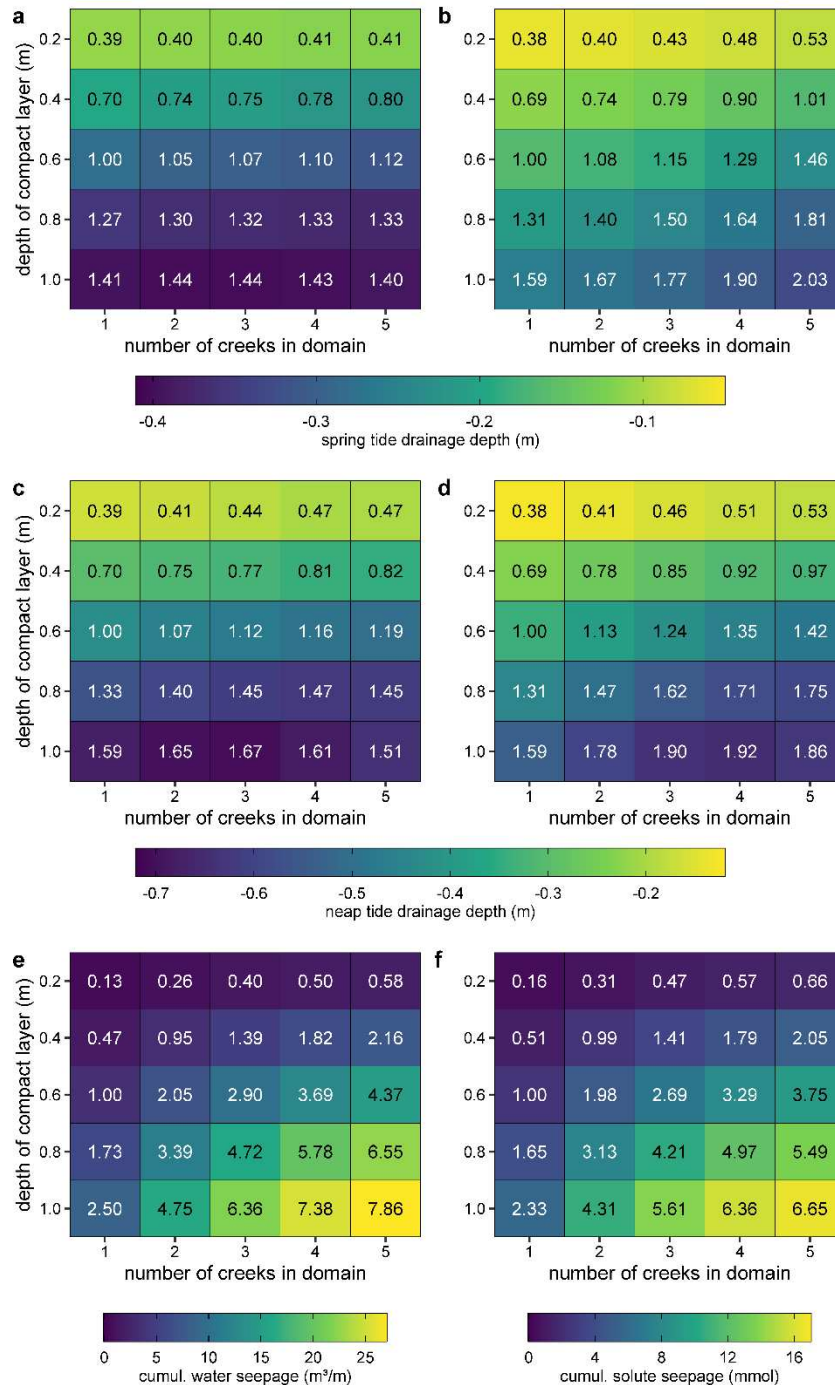 a
b
depth of compact layer (m)
0.2 0.39 0.40 0.40 0.41 0.41
0.4 0.70 0.74 0.75 0.78 0.80
0.6 1.00 1.05 1.07 1.10 1.12
0.8 1.27 1.30 1.32 1.33 1.33
1.0 1.41 1.44 1.44 1.43 1.40
1 2 3 4 5
number of creeks in domain
0.2 0.38 0.40 0.43 0.48 0.53
0.4 0.69 0.74 0.79 0.90 1.01
0.6 1.00 1.08 1.15 1.29 1.46
0.8 1.31 1.40 1.50 1.64 1.81
1.0 1.59 1.67 1.77 1.90 2.03
1 2 3 4 5
number of creeks in domain
-0.4 -0.3 -0.2 -0.1
spring tide drainage depth (m)
c
d
depth of compact layer (m)
0.2 0.39 0.41 0.44 0.47 0.47
0.4 0.70 0.75 0.77 0.81 0.82
0.6 1.00 1.07 1.12 1.16 1.19
0.8 1.33 1.40 1.45 1.47 1.45
1.0 1.59 1.65 1.67 1.61 1.51
1 2 3 4 5
number of creeks in domain
0.2 0.38 0.41 0.46 0.51 0.53
0.4 0.69 0.78 0.85 0.92 0.97
0.6 1.00 1.13 1.24 1.35 1.42
0.8 1.31 1.47 1.62 1.71 1.75
1.0 1.59 1.78 1.90 1.92 1.86
1 2 3 4 5
number of creeks in domain
-0.7 -0.6 -0.5 -0.4 -0.3 -0.2
neap tide drainage depth (m)
e
f
depth of compact layer (m)
0.2 0.13 0.26 0.40 0.50 0.58
0.4 0.47 0.95 1.39 1.82 2.16
0.6 1.00 2.05 2.90 3.69 4.37
0.8 1.73 3.39 4.72 5.78 6.55
1.0 2.50 4.75 6.36 7.38 7.86
1 2 3 4 5
number of creeks in domain
0.2 0.16 0.31 0.47 0.57 0.66
0.4 0.51 0.99 1.41 1.79 2.05
0.6 1.00 1.98 2.69 3.29 3.75
0.8 1.65 3.13 4.21 4.97 5.49
1.0 2.33 4.31 5.61 6.36 6.65
1 2 3 4 5
number of creeks in domain
0 5 10 15 20 25
cumul. water seepage (m³/m)
0 4 8 12 16
cumul. solute seepage (mmol)